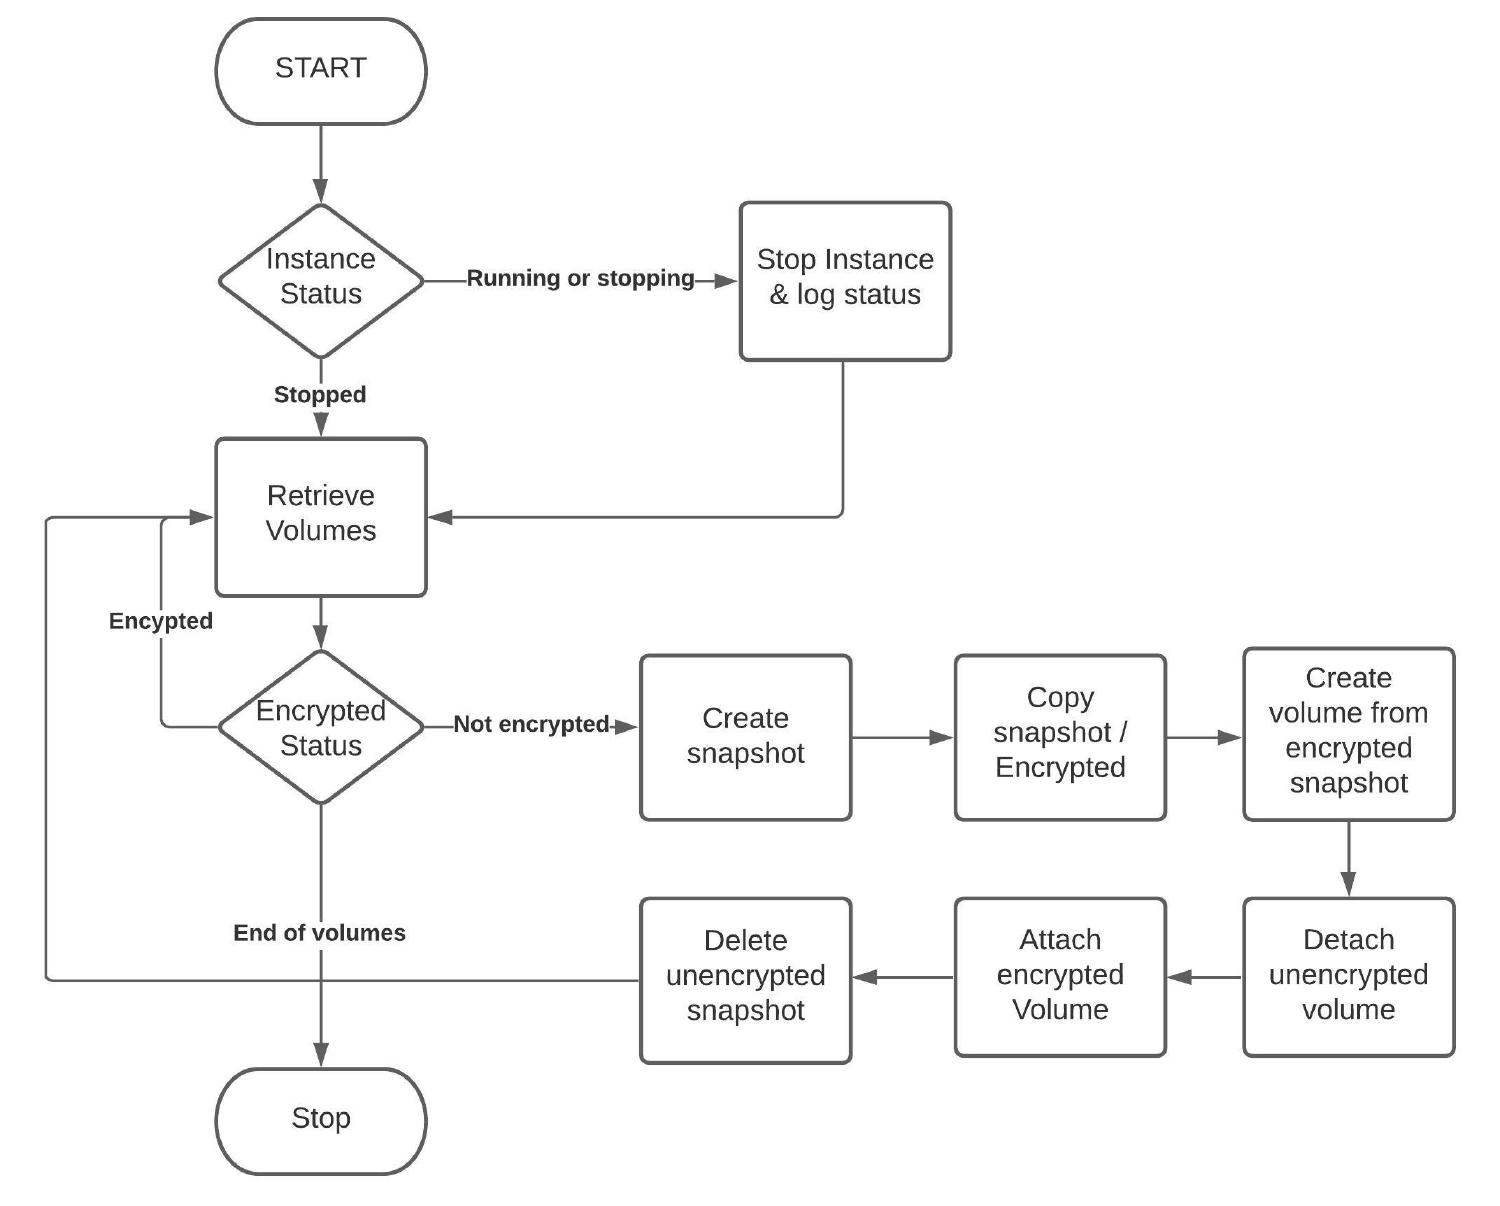 START
Instance
Status
Running or stopping
Stop Instance
& log status
Stopped
Retrieve
Volumes
Encypted
Encrypted
Status
Not encrypted
Create
snapshot
Copy
snapshot /
Encrypted
Create
volume from
encrypted
snapshot
End of volumes
Delete
unencrypted
snapshot
Attach
encrypted
Volume
Detach
unencrypted
volume
Stop